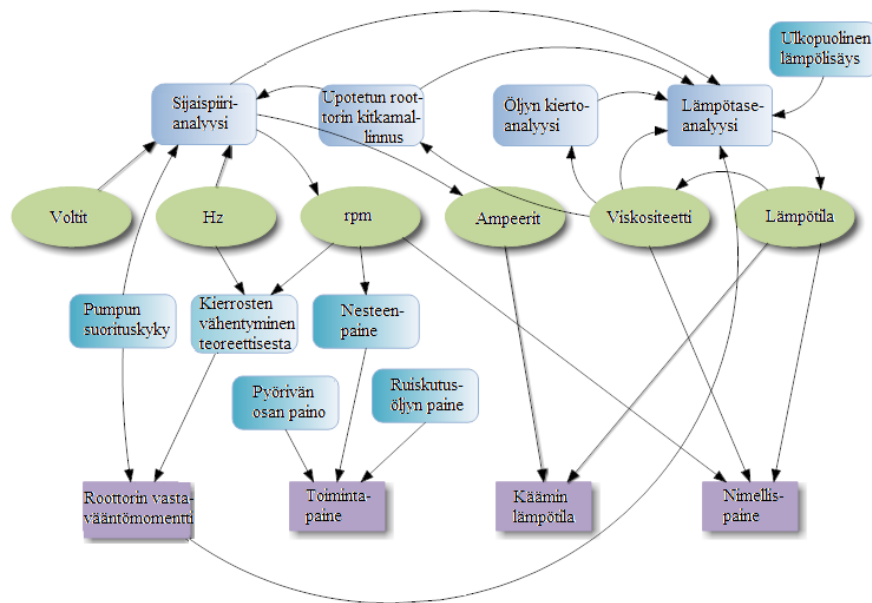 Ulkopuolinen
lämpölisäys
Sijaispiiri-
analyysi
Upotetun root-
torin kitkamal-
linnus
Öljyn kierto-
analyysi
Lämpötase-
analyysi
Voltit
Hz
rpm
Ampeerit
Viskositeetti
Lämpötila
Pumpun
suorituskyky
Kierrosten
vähentyminen
teoreettisesta
Nesteen-
paine
Pyörivän
osan paino
Ruiskutus-
öljyn paine
Roottorin vasta-
vääntömomentti
Toiminta-
paine
Käämin
lämpötila
Nimellis-
paine